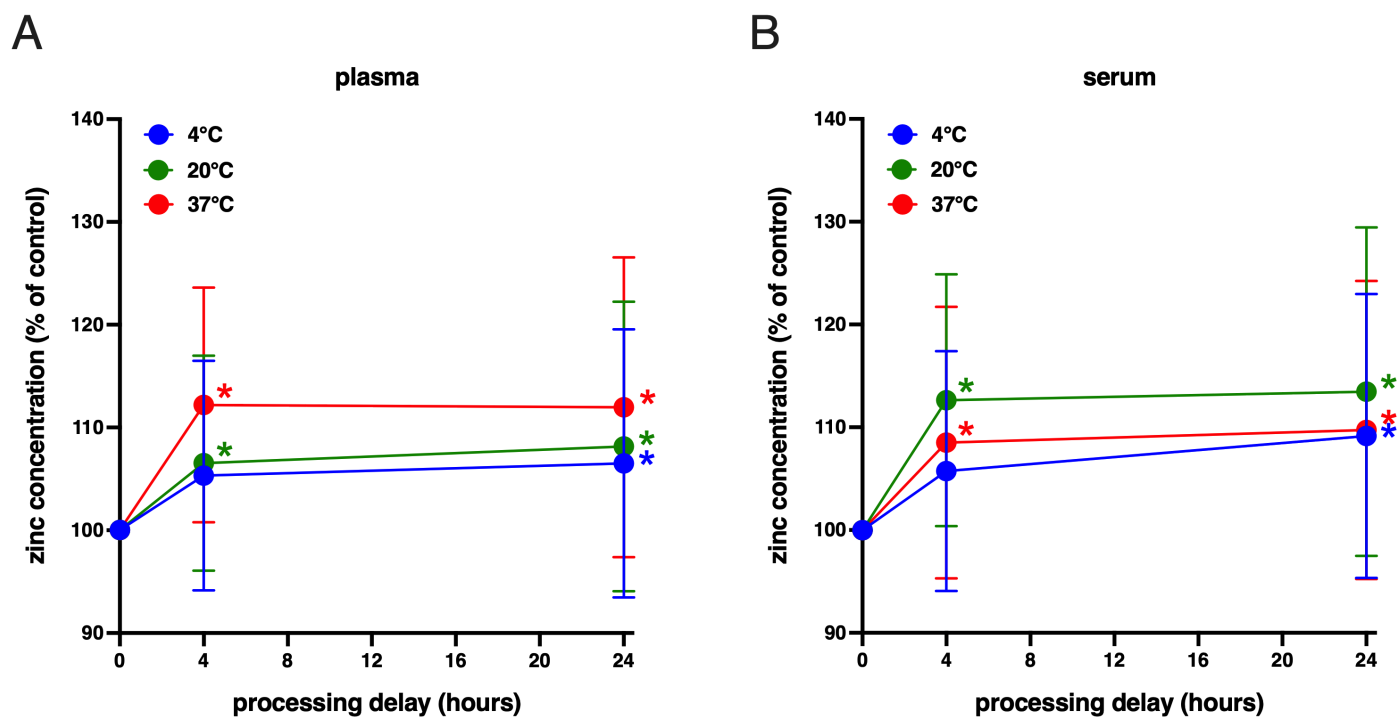 A
plasma
140
130
120
110
100
90
4°C
20°C
37°C
*
*
*
*
*
zinc concentration (% of control)
0 4 8 12 16 20 24
processing delay (hours)
B
serum
140
130
120
110
100
90
4°C
20°C
37°C
*
*
*
*
*
zinc concentration (% of control)
0 4 8 12 16 20 24
processing delay (hours)